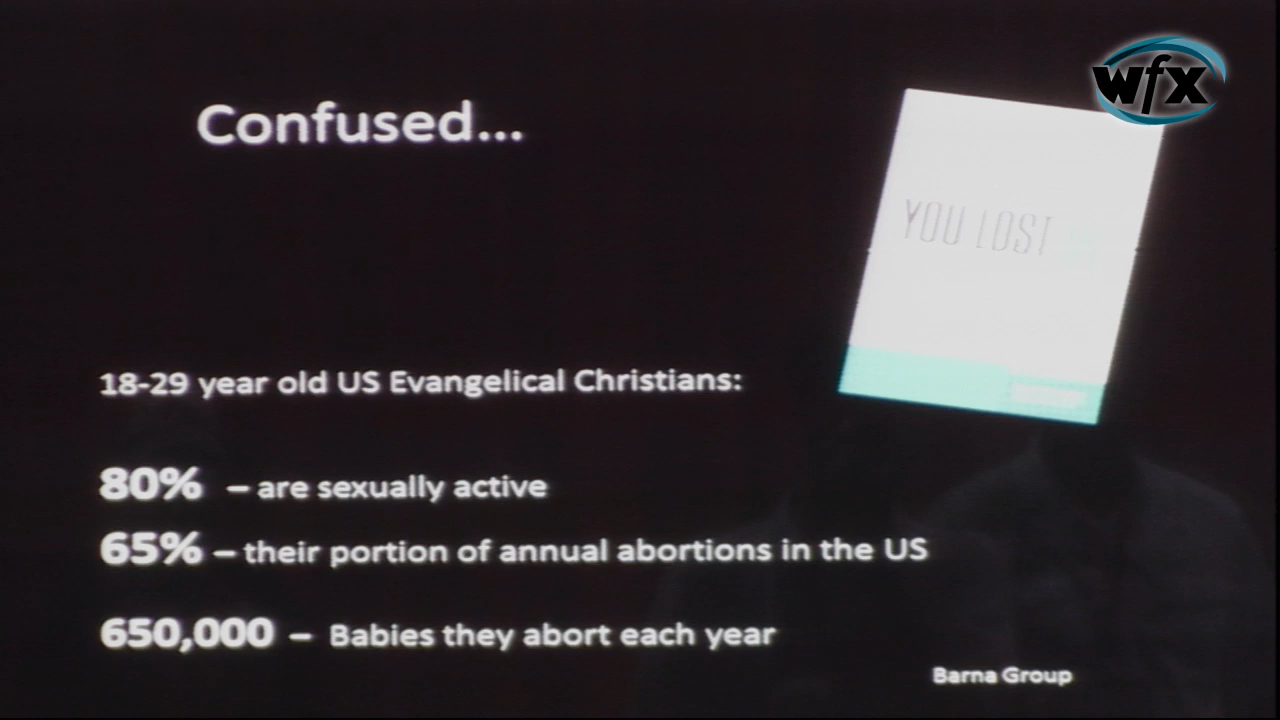 wfx
Confused...
YOU LOST
18-29 year old US Evangelical Christians:
80% – are sexually active
65% – their portion of annual abortions in the US
650,000 – Babies they abort each year
Barna Group